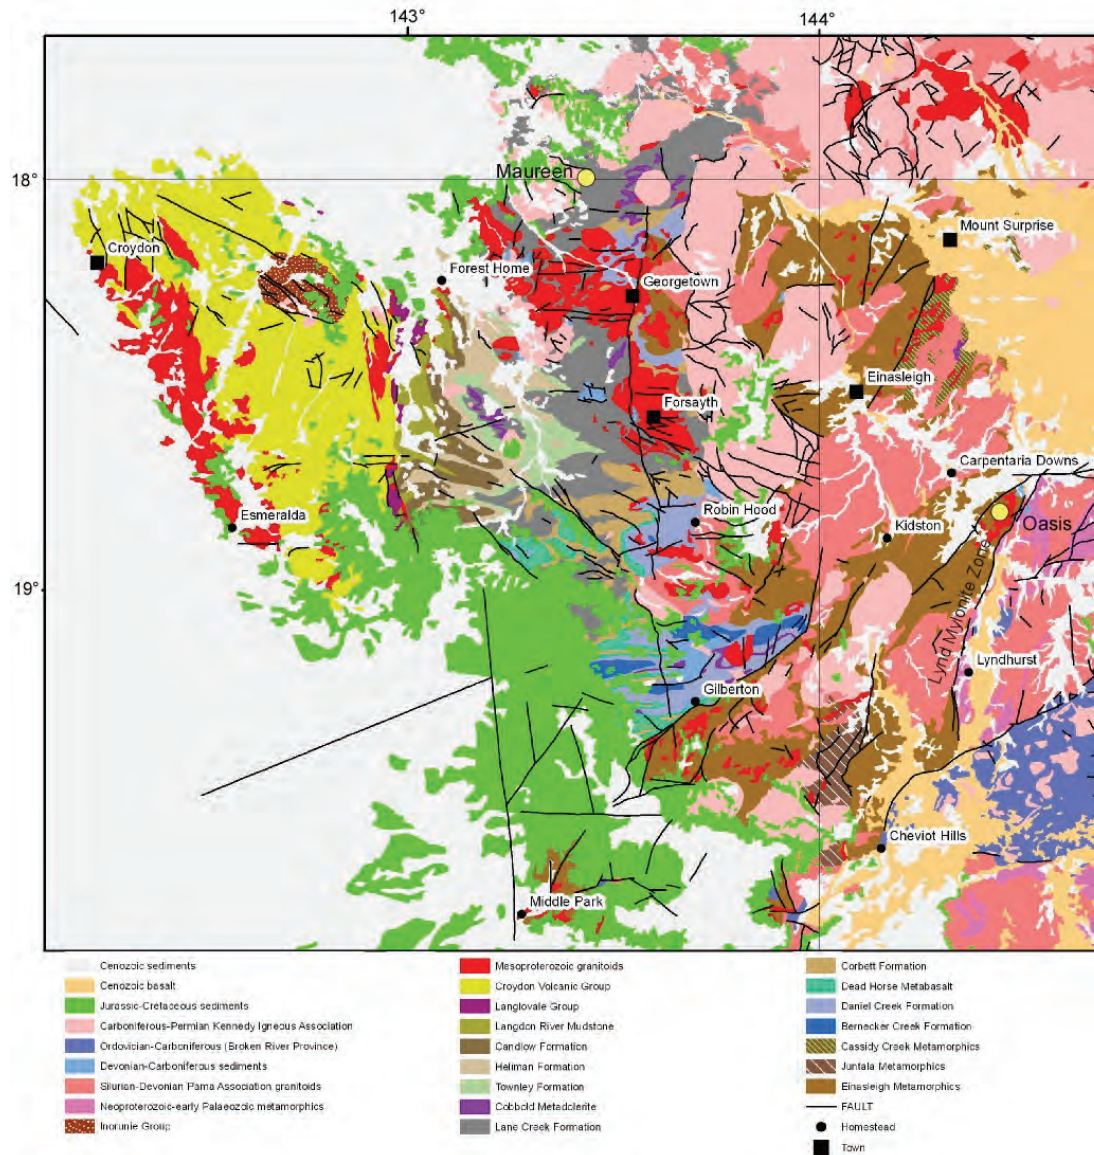 143° 144°
18°
Maureen
Mount Surprise
Croydon
Forest Home
Georgetown
Einasleigh
Forsayth
Carpentaria Downs
Robin Hood
Esmeralda
Oasis
Kidston
19°
Lynd Mylonite Zone
Lyndhurst
Gilberton
Cheviot Hills
Middle Park
Cenozoic sediments
Cenozoic basalt
Jurassic-Cretaceous sediments
Carboniferous-Permian Kennedy Igneous Association
Ordovician-Carboniferous (Broken River Province)
Devonian-Carboniferous sediments
Silurian-Devonian Pama Association granitoids
Neoproterozoic-early Palaeozoic metamorphics
Inorunie Group
Mesoproterozoic granitoids
Croydon Volcanic Group
Langlovale Group
Langdon River Mudstone
Candlow Formation
Heliman Formation
Townley Formation
Cobbold Metadolerite
Lane Creek Formation
Corbett Formation
Dead Horse Metabasalt
Daniel Creek Formation
Bernecker Creek Formation
Cassidy Creek Metamorphics
Juntala Metamorphics
Einasleigh Metamorphics
FAULT
Homestead
Town